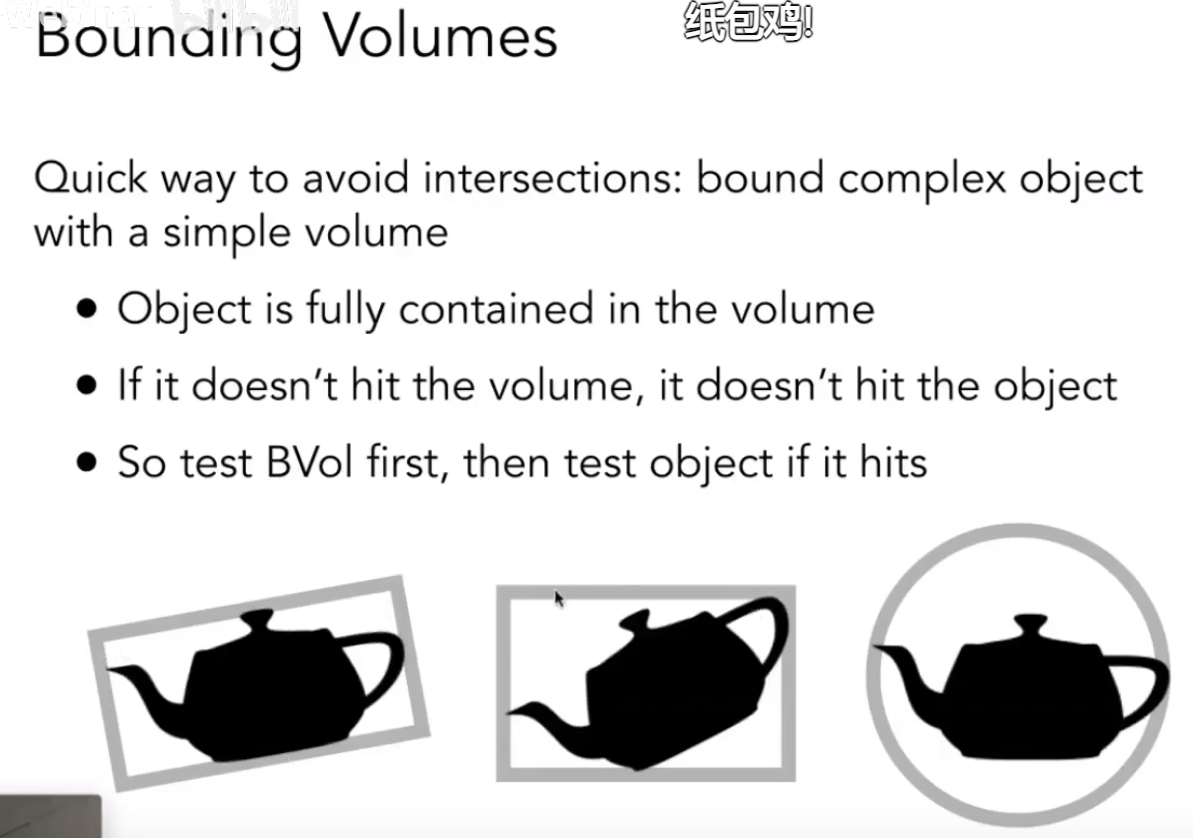 Bounding Volumes
纸包鸡!
Quick way to avoid intersections: bound complex object
with a simple volume
● Object is fully contained in the volume
● If it doesn’t hit the volume, it doesn’t hit the object
● So test BVol first, then test object if it hits